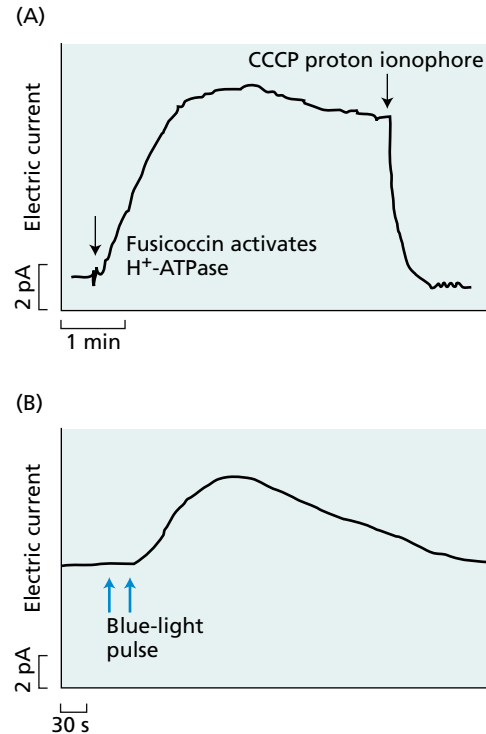 (A)
CCCP proton ionophore
Electric current
Fusicoccin activates
H⁺-ATPase
2 pA
1 min
(B)
Electric current
Blue-light
pulse
2 pA
30 s